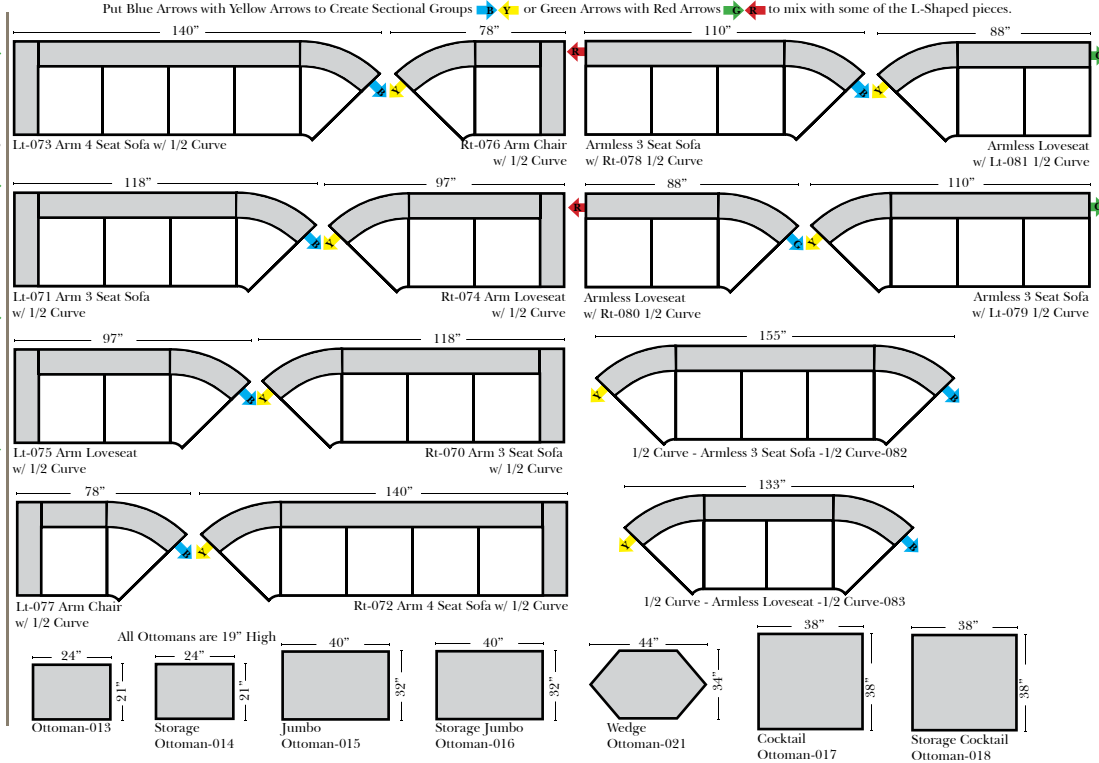 Put Blue Arrows with Yellow Arrows to Create Sectional Groups B Y or Green Arrows with Red Arrows G R to mix with some of the L-Shaped pieces.
140”
78”
110”
88”
B Y
R
B Y
Lt-073 Arm 4 Seat Sofa w/ 1/2 Curve
Rt-076 Arm Chair
w/ 1/2 Curve
Armless 3 Seat Sofa
w/ Rt-078 1/2 Curve
Armless Loveseat
w/ Lt-081 1/2 Curve
118”
97”
88”
110”
B Y
R
G Y
Lt-071 Arm 3 Seat Sofa
w/ 1/2 Curve
Rt-074 Arm Loveseat
w/ 1/2 Curve
Armless Loveseat
w/ Rt-080 1/2 Curve
Armless 3 Seat Sofa
w/ Lt-079 1/2 Curve
97”
118”
155”
B Y
Y
B
Lt-075 Arm Loveseat
w/ 1/2 Curve
Rt-070 Arm 3 Seat Sofa
w/ 1/2 Curve
1/2 Curve - Armless 3 Seat Sofa -1/2 Curve-082
78”
140”
133”
B Y
Y
B
Lt-077 Arm Chair
w/ 1/2 Curve
Rt-072 Arm 4 Seat Sofa w/ 1/2 Curve
1/2 Curve - Armless Loveseat -1/2 Curve-083
All Ottomans are 19” High
24”
21”
Ottoman-013
24”
21”
Storage
Ottoman-014
40”
32”
Jumbo
Ottoman-015
40”
32”
Storage Jumbo
Ottoman-016
44”
34”
Wedge
Ottoman-021
38”
38”
Cocktail
Ottoman-017
38”
38”
Storage Cocktail
Ottoman-018